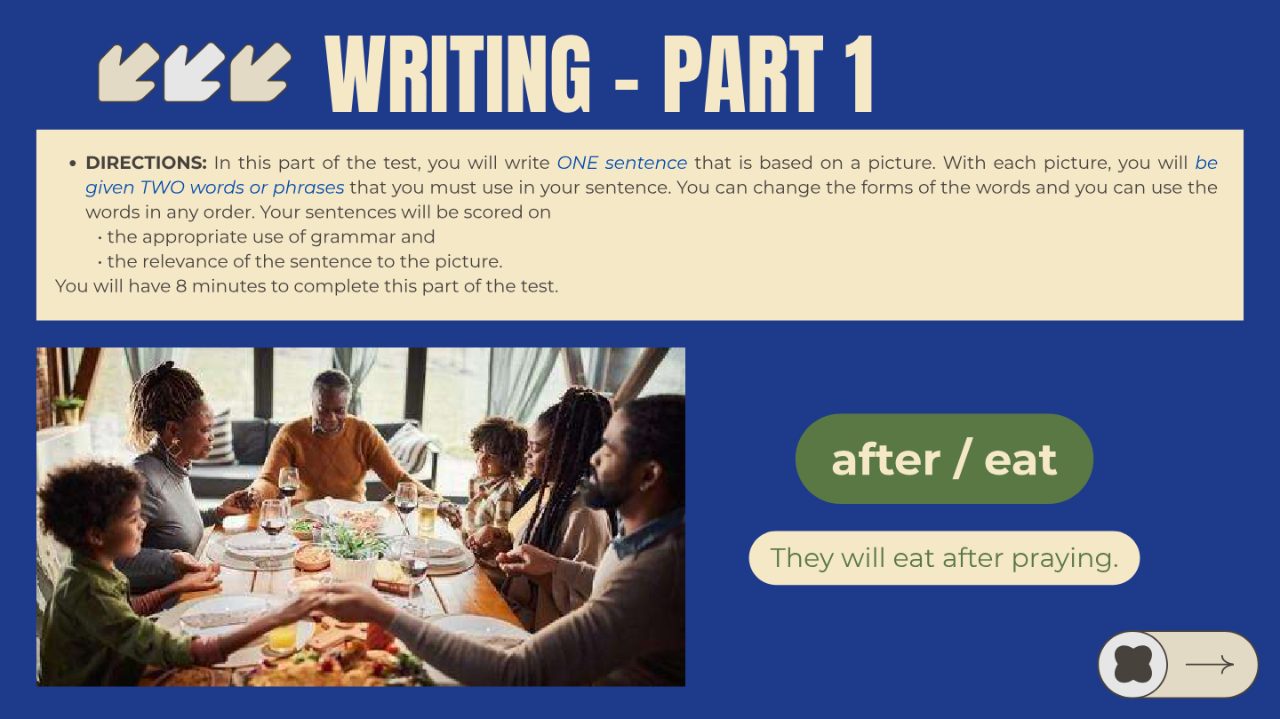 WRITING - PART 1
• DIRECTIONS: In this part of the test, you will write ONE sentence that is based on a picture. With each picture, you will be
given TWO words or phrases that you must use in your sentence. You can change the forms of the words and you can use the
words in any order. Your sentences will be scored on
• the appropriate use of grammar and
• the relevance of the sentence to the picture.
You will have 8 minutes to complete this part of the test.
after / eat
They will eat after praying.